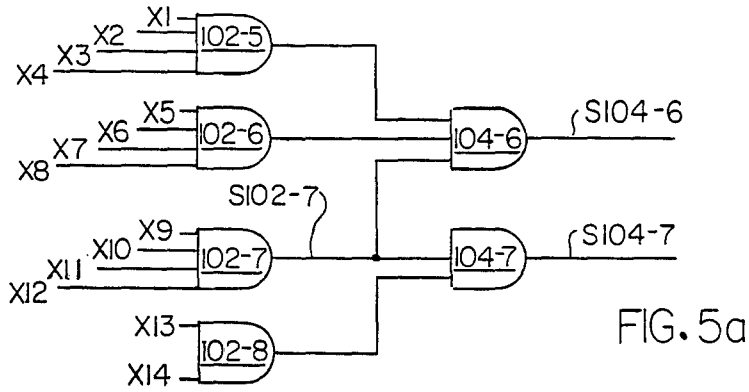 X1
X2
X3
X4
102-5
X5
X6
X7
X8
102-6
104-6
S104-6
S102-7
X9
X10
X11
X12
102-7
104-7
S104-7
X13
X14
102-8
FIG. 5a